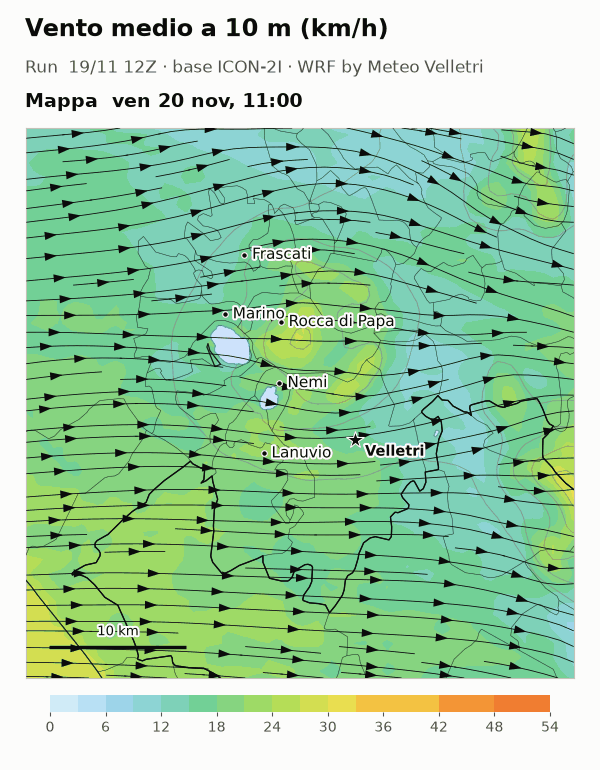 Vento medio a 10 m (km/h)
Run 19/11 12Z · base ICON-2I · WRF by Meteo Velletri
Mappa ven 20 nov, 11:00
Frascati
Marino
Rocca di Papa
Nemi
Velletri
Lanuvio
10 km
0 6 12 18 24 30 36 42 48 54